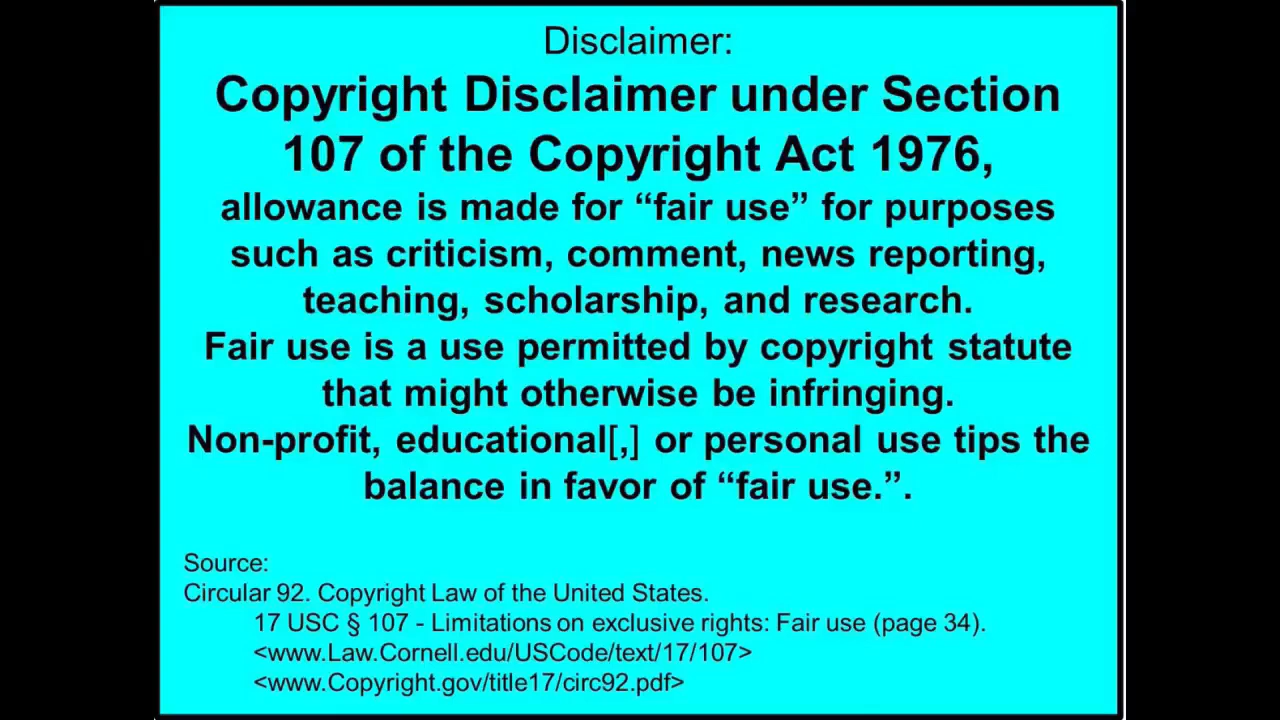 Disclaimer:
Copyright Disclaimer under Section
107 of the Copyright Act 1976,
allowance is made for “fair use” for purposes
such as criticism, comment, news reporting,
teaching, scholarship, and research.
Fair use is a use permitted by copyright statute
that might otherwise be infringing.
Non-profit, educational[,] or personal use tips the
balance in favor of “fair use.”.
Source:
Circular 92. Copyright Law of the United States.
17 USC § 107 - Limitations on exclusive rights: Fair use (page 34).
<www.Law.Cornell.edu/USCode/text/17/107>
<www.Copyright.gov/title17/circ92.pdf>